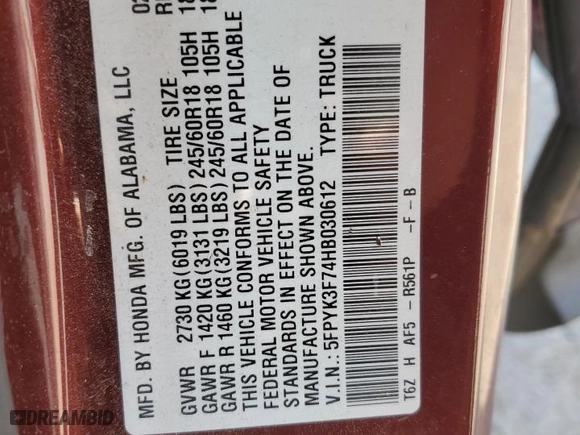 MFD. BY HONDA MFG. OF ALABAMA, LLC 02
GVWR 2730 KG(6019 LBS) TIRE SIZE
GAWR F 1420 KG(3131 LBS)245/60R18 105H 18
GAWR R 1460 KG(3219 LBS)245/60R18 105H 18
THIS VEHICLE CONFORMS TO ALL APPLICABLE
FEDERAL MOTOR VEHICLE SAFETY
STANDARDS IN EFFECT ON THE DATE OF
MANUFACTURE SHOWN ABOVE.
V.I.N.:5FPYK3F74HB030612 TYPE: TRUCK
T6Z H AF5 - R561P -F - B
DREAMBID